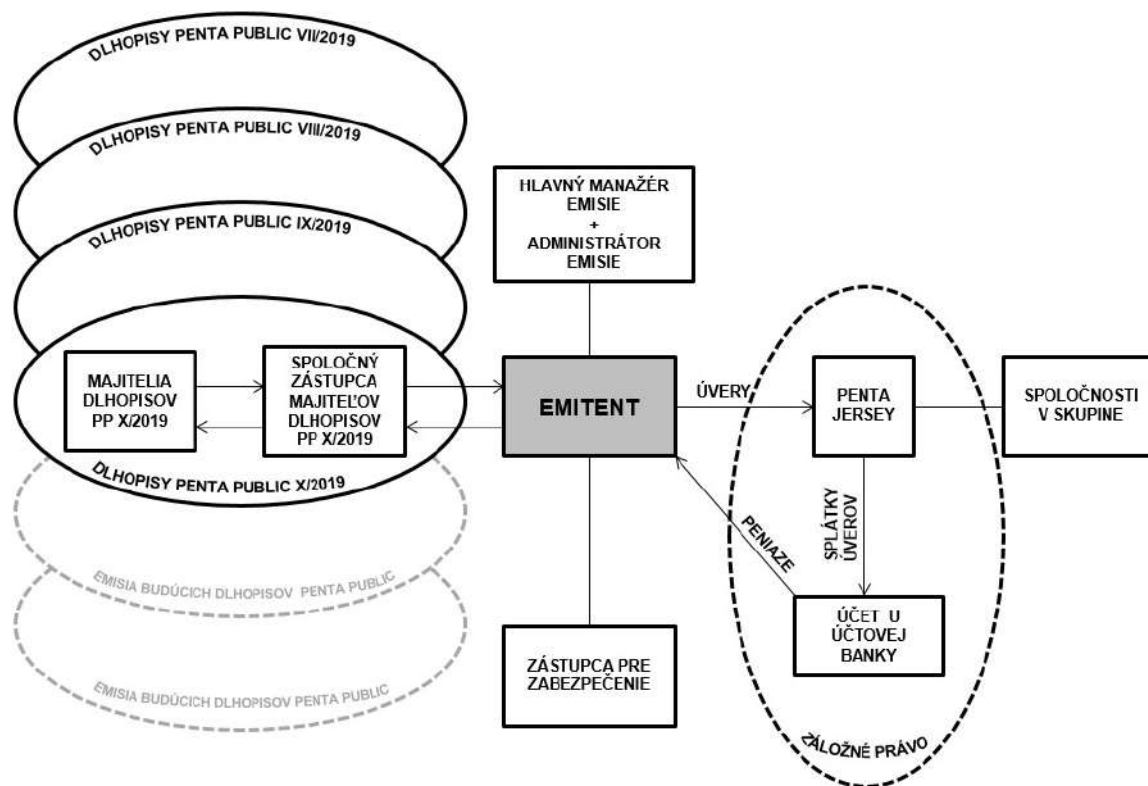 DLHOPISY PENTA PUBLIC VII/2019
DLHOPISY PENTA PUBLIC VIII/2019
DLHOPISY PENTA PUBLIC IX/2019
MAJITELIA
DLHOPISOV
PP X/2019
SPOLOČNÝ
ZÁSTUPCA
MAJITEĽOV
DLHOPISOV
PP X/2019
DLHOPISY PENTA PUBLIC X/2019
EMISIA BUDÚCICH DLHOPISOV PENTA PUBLIC
EMISIA BUDÚCICH DLHOPISOV PENTA PUBLIC
HLAVNÝ MANAŽÉR
EMISIE
+
ADMINISTRÁTOR
EMISIE
EMITENT
ZÁSTUPCA PRE
ZABEZPEČENIE
ÚVERY
PENTA
JERSEY
SPOLOČNOSTI
V SKUPINE
PENIAZE
SPLÁTKY
ÚVEROV
ÚČET U
ÚČTOVEJ
BANKY
ZÁLOŽNÉ PRÁVO